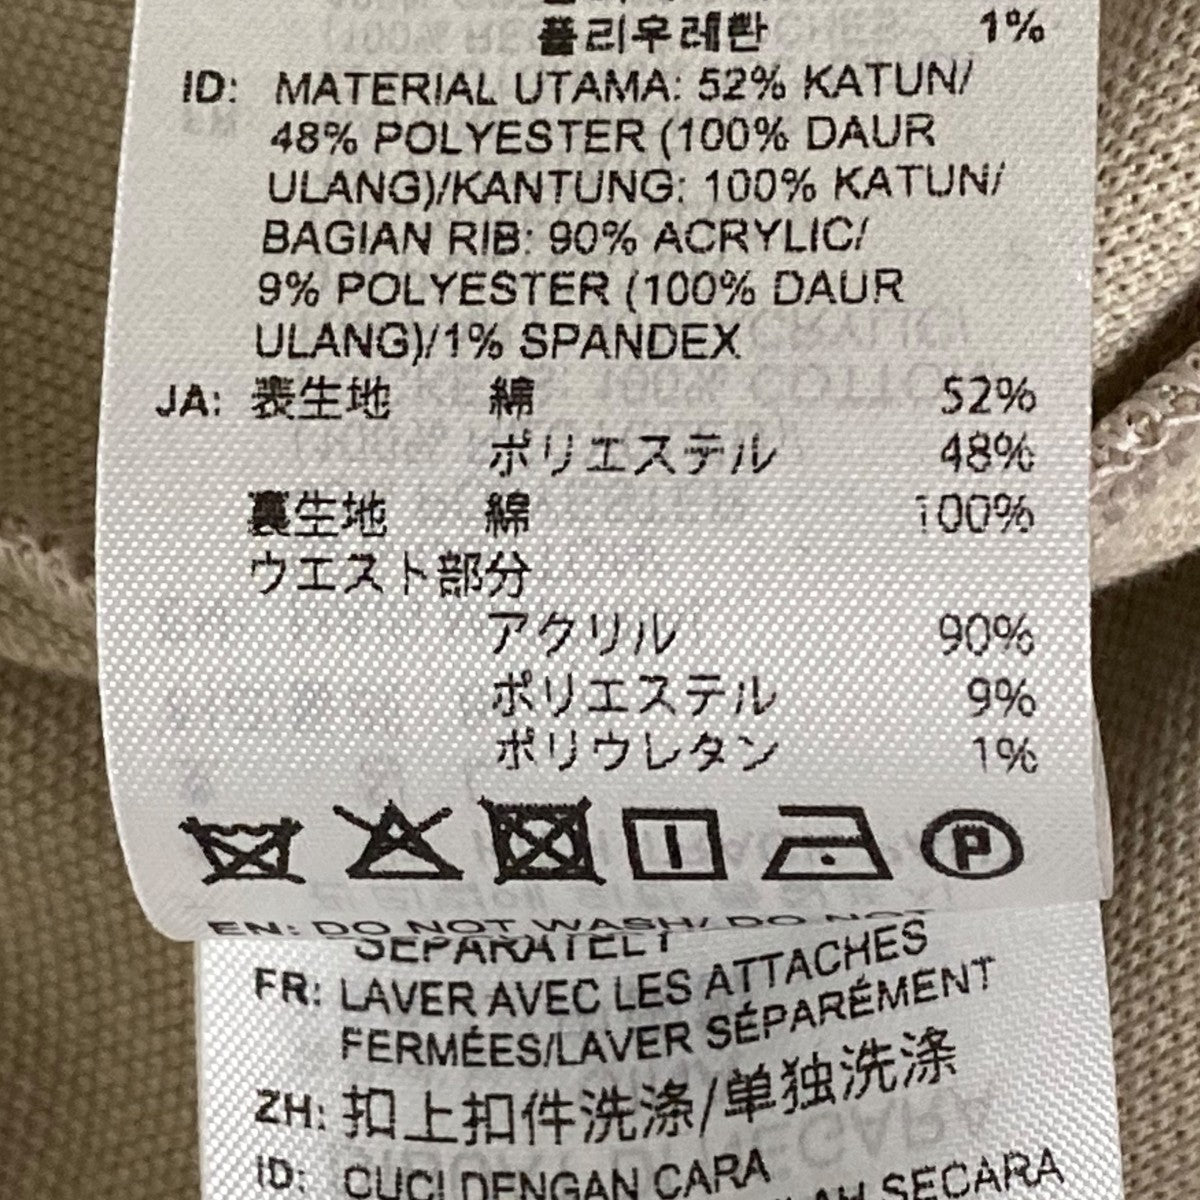 폴리우레탄 1%
ID: MATERIAL UTAMA: 52% KATUN/
48% POLYESTER (100% DAUR
ULANG)/KANTUNG: 100% KATUN/
BAGIAN RIB: 90% ACRYLIC/
9% POLYESTER (100% DAUR
ULANG)/1% SPANDEX
JA: 表生地 綿 52%
ポリエステル 48%
裏生地 綿 100%
ウエスト部分
アクリル 90%
ポリエステル 9%
ポリウレタン 1%
P
EN: DO NOT WASH/ DO NOT
SEPARATELY
FR: LAVER AVEC LES ATTACHES
FERMÉES/LAVER SÉPARÉMENT
ZH: 扣上扣件洗涤/单独洗涤
ID: CUCI DENGAN CARA
SECARA